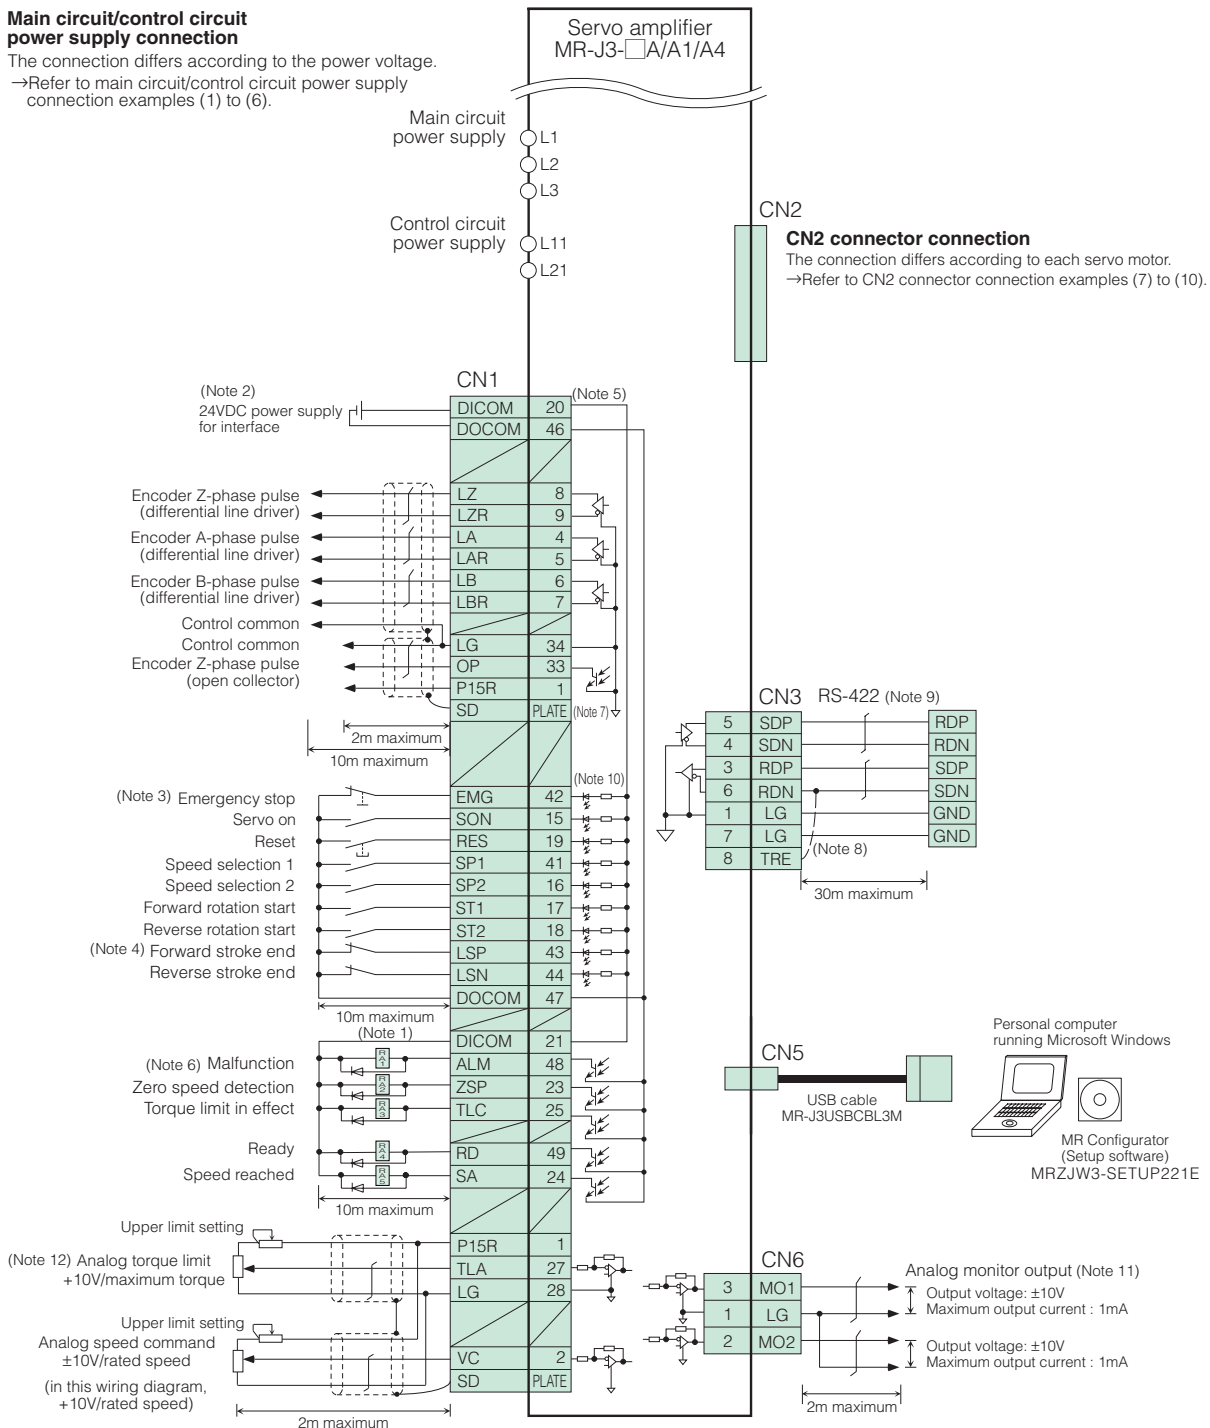 Main circuit/control circuit
power supply connection
The connection differs according to the power voltage.
→Refer to main circuit/control circuit power supply
connection examples (1) to (6).
Servo amplifier
MR-J3-□A/A1/A4
Main circuit
power supply
L1
L2
L3
Control circuit
power supply
L11
L21
CN2
CN2 connector connection
The connection differs according to each servo motor.
→Refer to CN2 connector connection examples (7) to (10).
CN1
(Note 2)
24VDC power supply
for interface
DICOM 20 (Note 5)
DOCOM 46
Encoder Z-phase pulse
(differential line driver)
LZ 8
LZR 9
Encoder A-phase pulse
(differential line driver)
LA 4
LAR 5
Encoder B-phase pulse
(differential line driver)
LB 6
LBR 7
Control common
Control common LG 34
Encoder Z-phase pulse
(open collector)
OP 33
P15R 1
SD PLATE (Note 7)
2m maximum
10m maximum
(Note 10)
(Note 3) Emergency stop EMG 42
Servo on SON 15
Reset RES 19
Speed selection 1 SP1 41
Speed selection 2 SP2 16
Forward rotation start ST1 17
Reverse rotation start ST2 18
(Note 4) Forward stroke end LSP 43
Reverse stroke end LSN 44
DOCOM 47
10m maximum
(Note 1)
DICOM 21
(Note 6) Malfunction RA1 ALM 48
Zero speed detection RA2 ZSP 23
Torque limit in effect RA3 TLC 25
Ready RA4 RD 49
Speed reached RA5 SA 24
10m maximum
Upper limit setting
P15R 1
(Note 12) Analog torque limit
+10V/maximum torque
TLA 27
LG 28
Upper limit setting
Analog speed command
±10V/rated speed
VC 2
SD PLATE
(in this wiring diagram,
+10V/rated speed)
2m maximum
CN3 RS-422 (Note 9)
5 SDP RDP
4 SDN RDN
3 RDP SDP
6 RDN SDN
1 LG GND
7 LG GND
8 TRE (Note 8)
30m maximum
CN5
USB cable
MR-J3USBCBL3M
Personal computer
running Microsoft Windows
MR Configurator
(Setup software)
MRZJW3-SETUP221E
CN6
3 MO1
1 LG
2 MO2
Analog monitor output (Note 11)
Output voltage: ±10V
Maximum output current : 1mA
Output voltage: ±10V
Maximum output current : 1mA
2m maximum